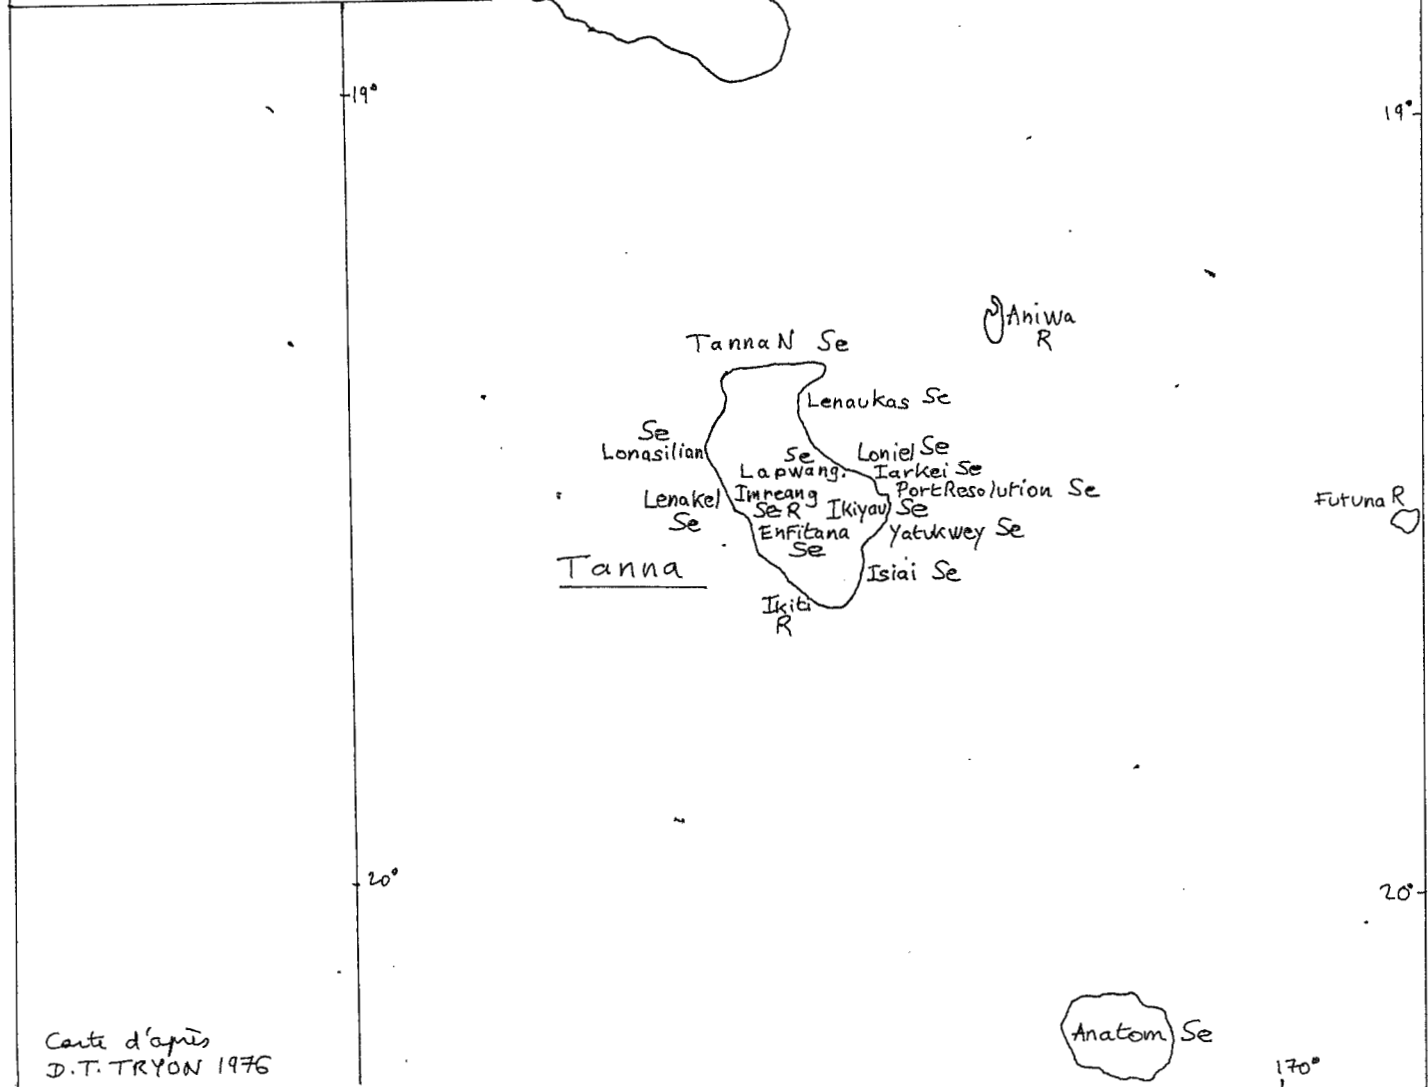 19°
19°
Aniwa
R
Tanna N Se
Lenaukas Se
Se
Lonasilian
Loniel Se
Se
Lapwang.
Iarkei Se
Port Resolution Se
Lenakel
Se
Imreang
Se R
Ikiyau Se
Futuna R
Enfitana
Se
Yatukwey Se
Tanna
Isiai Se
Ikiti
R
20°
20°
Anatom Se
Carte d'après
D.T. TRYON 1976
170°